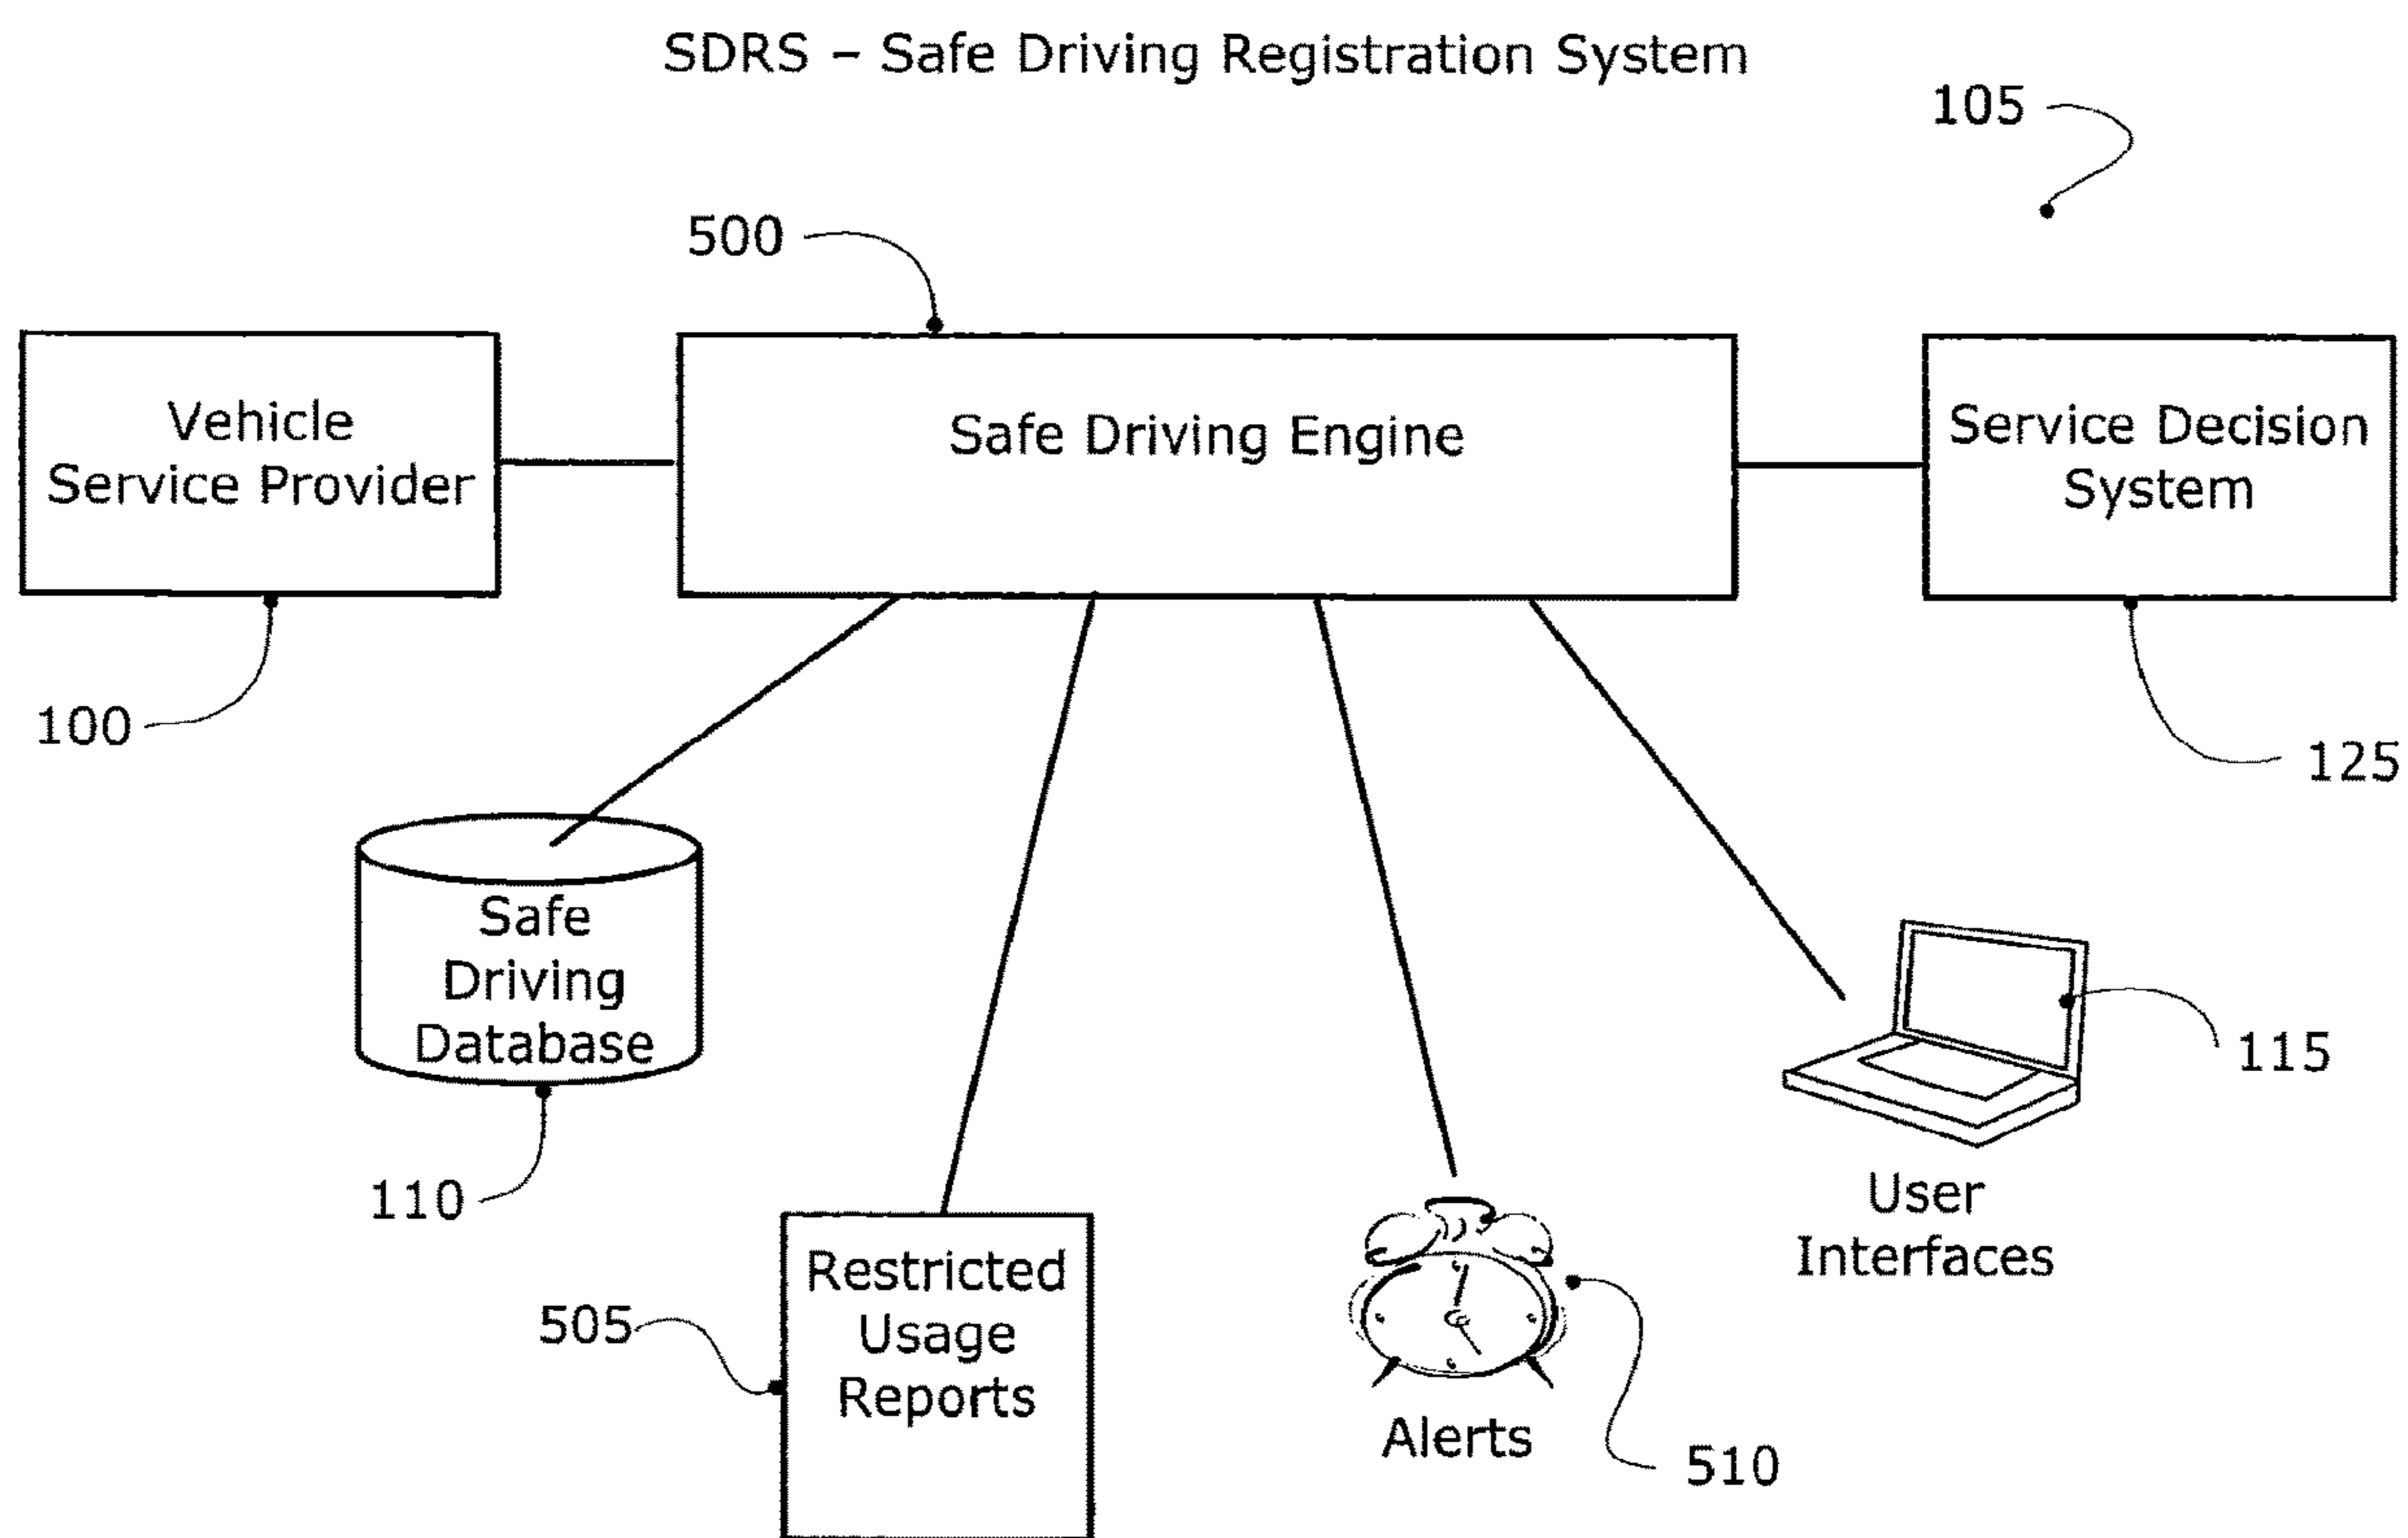 SDRS – Safe Driving Registration System
105
500
Vehicle
Service Provider
Safe Driving Engine
Service Decision
System
100
125
Safe
Driving
Database
110
115
User
Interfaces
Restricted
Usage
Reports
505
Alerts
510